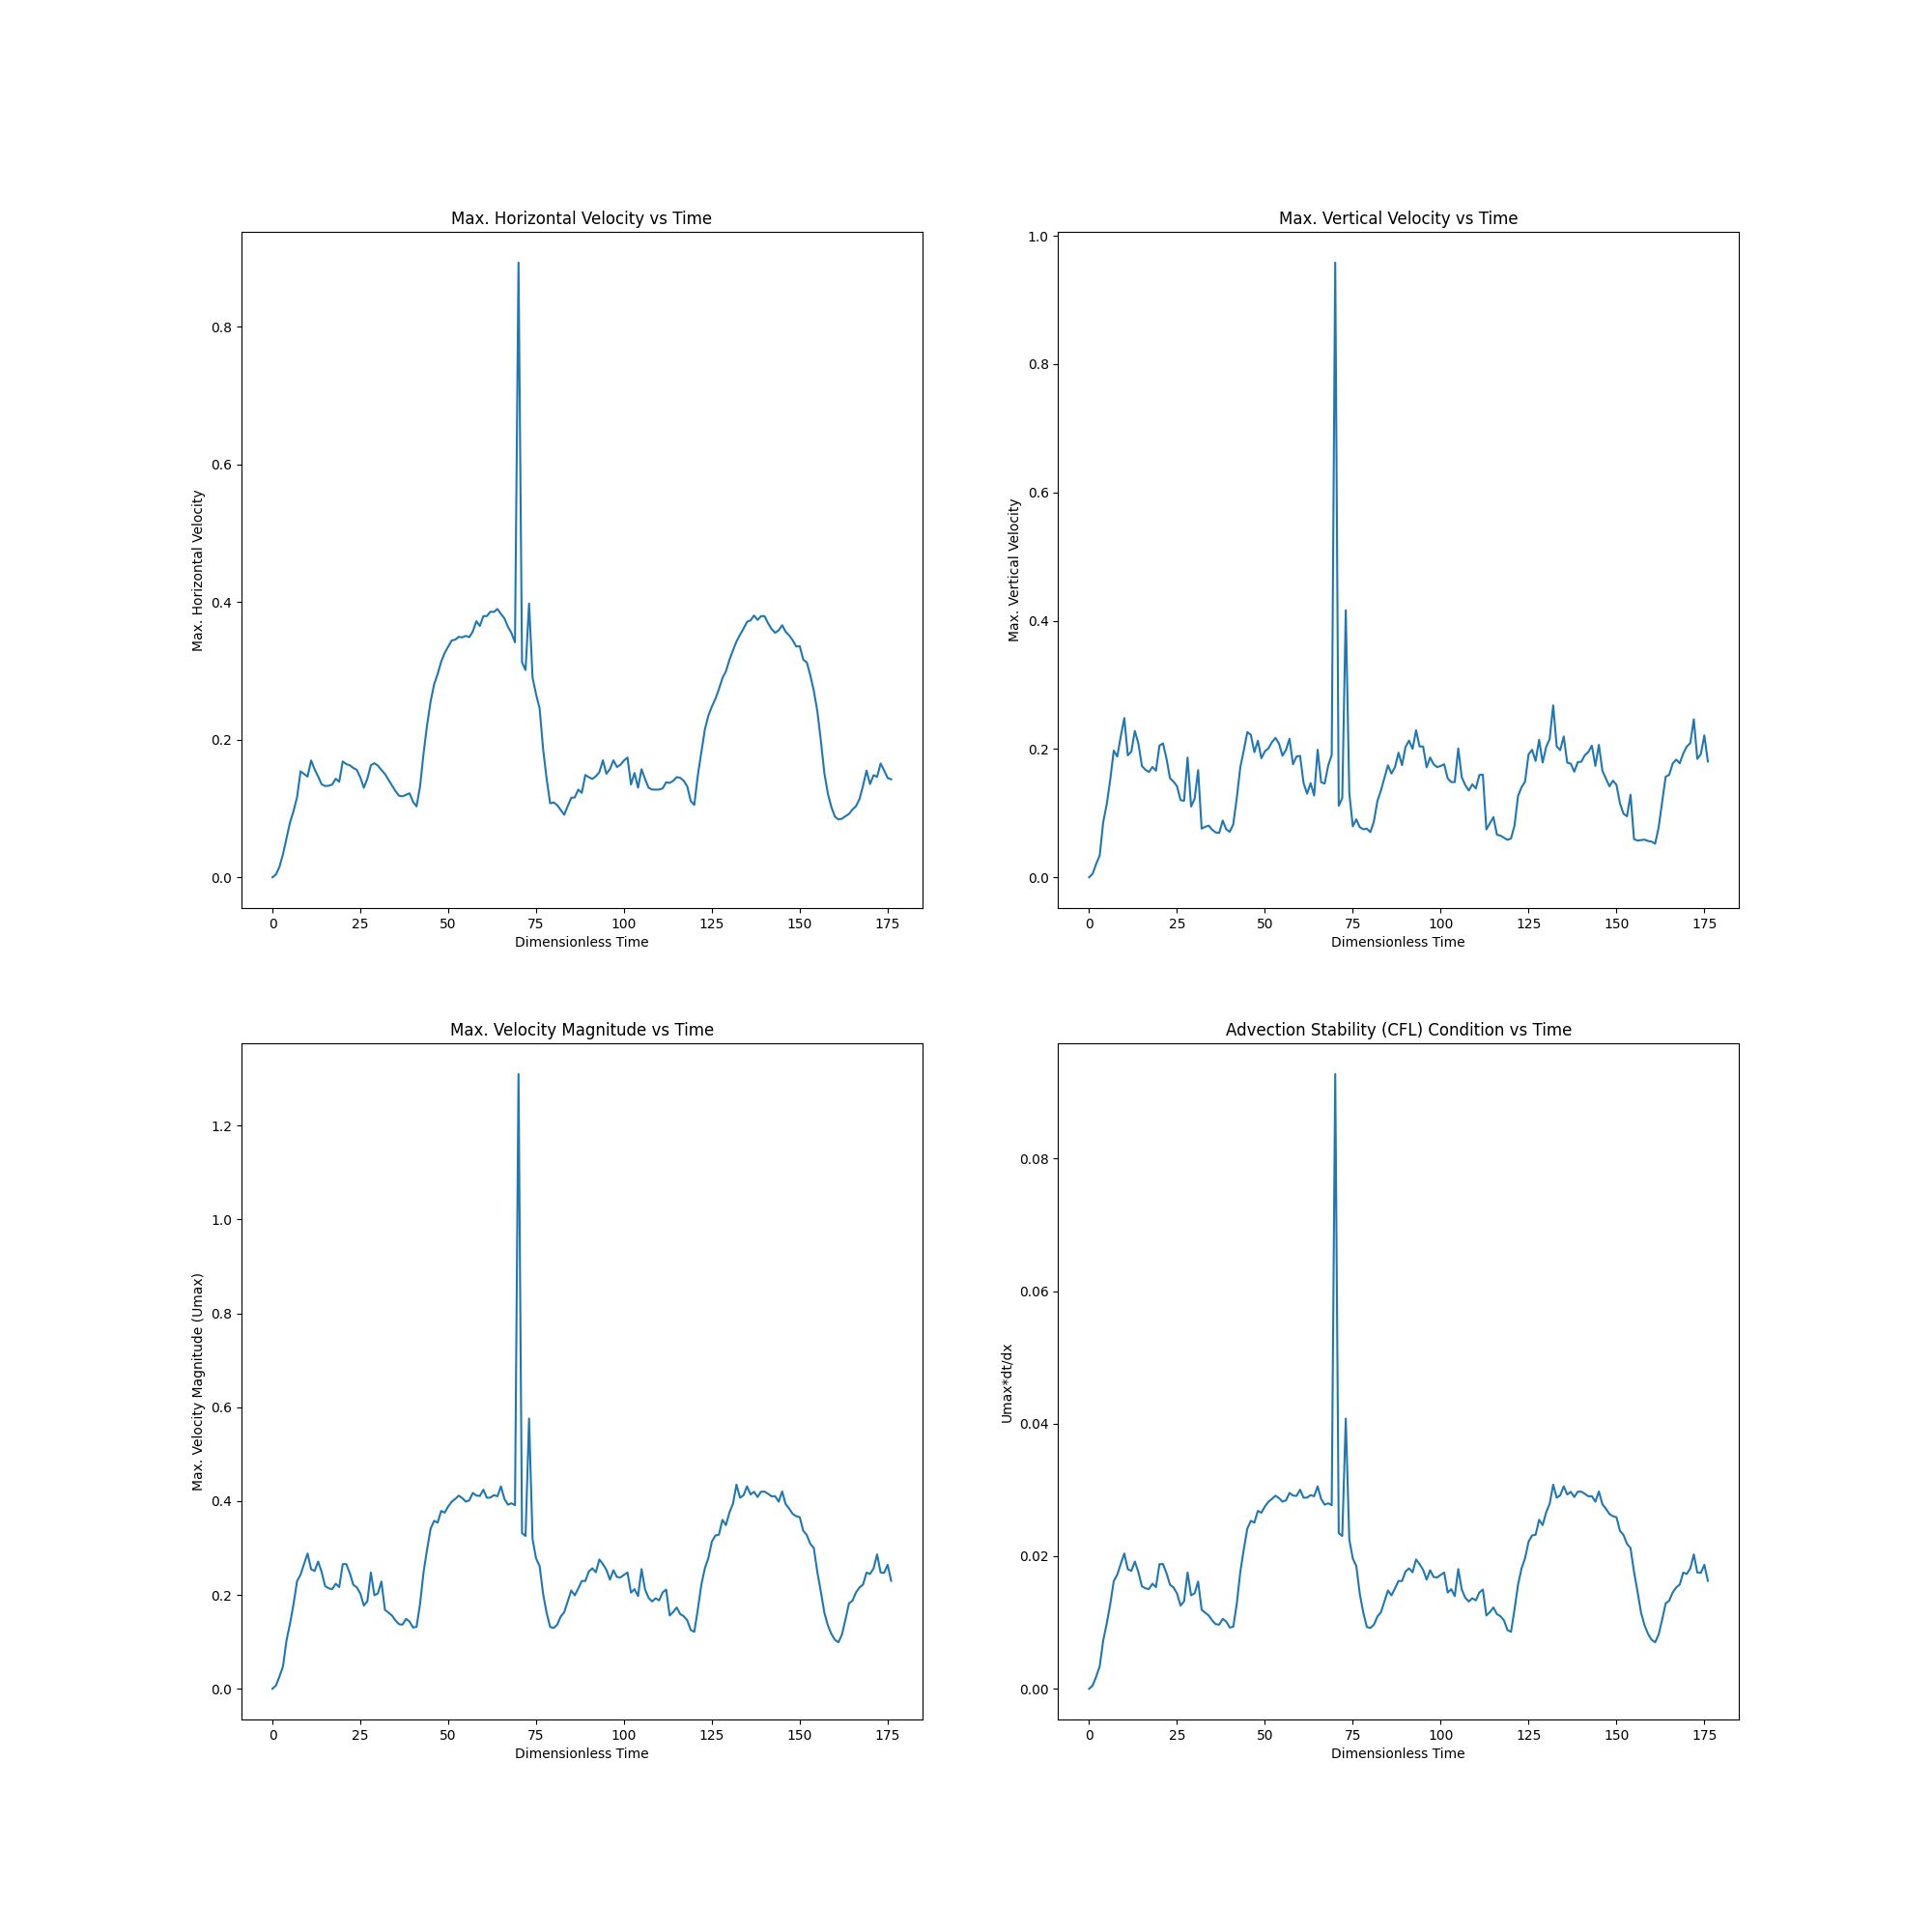 Max. Horizontal Velocity vs Time
Max. Horizontal Velocity
0.8
0.6
0.4
0.2
0.0
0 25 50 75 100 125 150 175
Dimensionless Time
Max. Vertical Velocity vs Time
Max. Vertical Velocity
1.0
0.8
0.6
0.4
0.2
0.0
0 25 50 75 100 125 150 175
Dimensionless Time
Max. Velocity Magnitude vs Time
Max. Velocity Magnitude (Umax)
1.2
1.0
0.8
0.6
0.4
0.2
0.0
0 25 50 75 100 125 150 175
Dimensionless Time
Advection Stability (CFL) Condition vs Time
Umax*dt/dx
0.08
0.06
0.04
0.02
0.00
0 25 50 75 100 125 150 175
Dimensionless Time